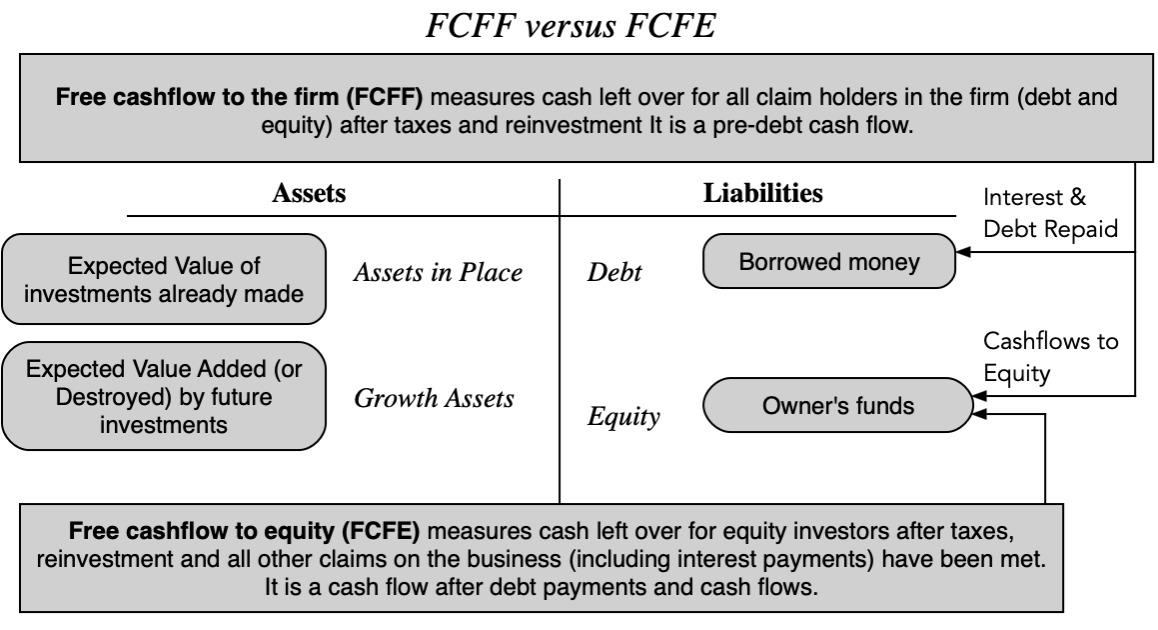 FCFF versus FCFE
Free cashflow to the firm (FCFF) measures cash left over for all claim holders in the firm (debt and
equity) after taxes and reinvestment It is a pre-debt cash flow.
Assets
Liabilities
Interest &
Debt Repaid
Expected Value of
investments already made
Assets in Place
Debt
Borrowed money
Expected Value Added (or
Destroyed) by future
investments
Growth Assets
Equity
Owner's funds
Cashflows to
Equity
Free cashflow to equity (FCFE) measures cash left over for equity investors after taxes,
reinvestment and all other claims on the business (including interest payments) have been met.
It is a cash flow after debt payments and cash flows.